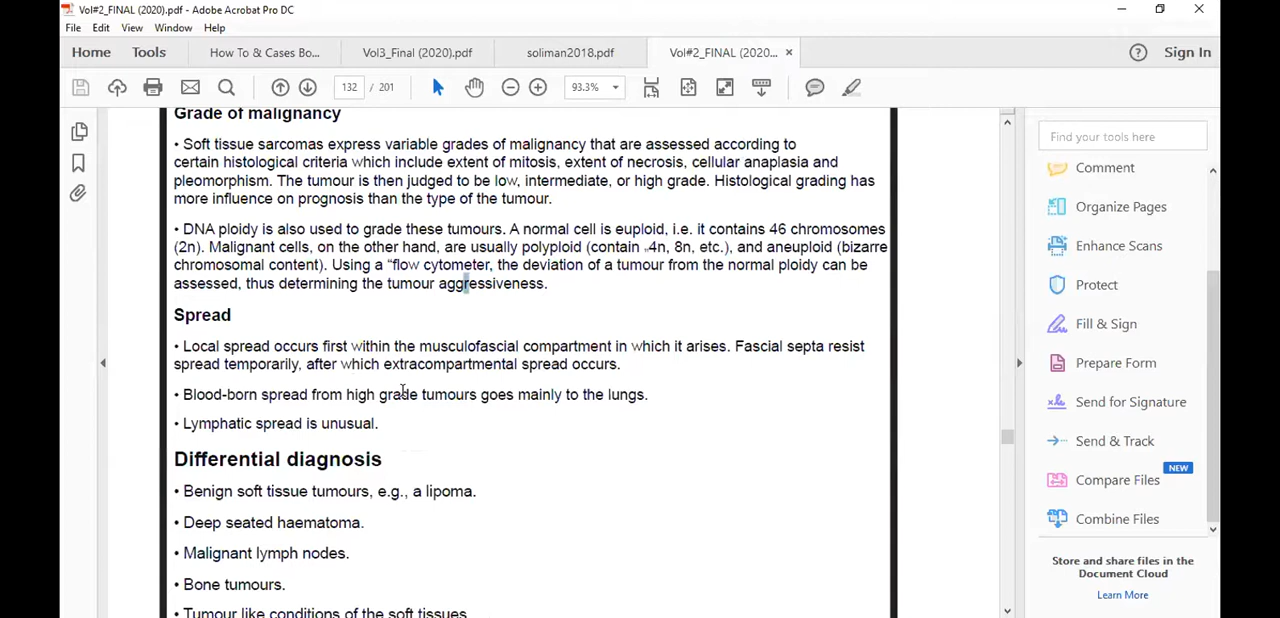 Vol#2_FINAL (2020).pdf - Adobe Acrobat Pro DC
File Edit View Window Help
Home Tools How To & Cases Bo... Vol3_Final (2020).pdf soliman2018.pdf Vol#2_FINAL (2020... × Sign In
132 / 201 93.3%
Grade of malignancy
• Soft tissue sarcomas express variable grades of malignancy that are assessed according to
certain histological criteria which include extent of mitosis, extent of necrosis, cellular anaplasia and
pleomorphism. The tumour is then judged to be low, intermediate, or high grade. Histological grading has
more influence on prognosis than the type of the tumour.
• DNA ploidy is also used to grade these tumours. A normal cell is euploid, i.e. it contains 46 chromosomes
(2n). Malignant cells, on the other hand, are usually polyploid (contain „4n, 8n, etc.), and aneuploid (bizarre
chromosomal content). Using a “flow cytometer, the deviation of a tumour from the normal ploidy can be
assessed, thus determining the tumour aggressiveness.
Spread
• Local spread occurs first within the musculofascial compartment in which it arises. Fascial septa resist
spread temporarily, after which extracompartmental spread occurs.
• Blood-born spread from high grade tumours goes mainly to the lungs.
• Lymphatic spread is unusual.
Differential diagnosis
• Benign soft tissue tumours, e.g., a lipoma.
• Deep seated haematoma.
• Malignant lymph nodes.
• Bone tumours.
• Tumour like conditions of the soft tissues.
Find your tools here
Comment
Organize Pages
Enhance Scans
Protect
Fill & Sign
Prepare Form
Send for Signature
Send & Track
NEW
Compare Files
Combine Files
Store and share files in the
Document Cloud
Learn More